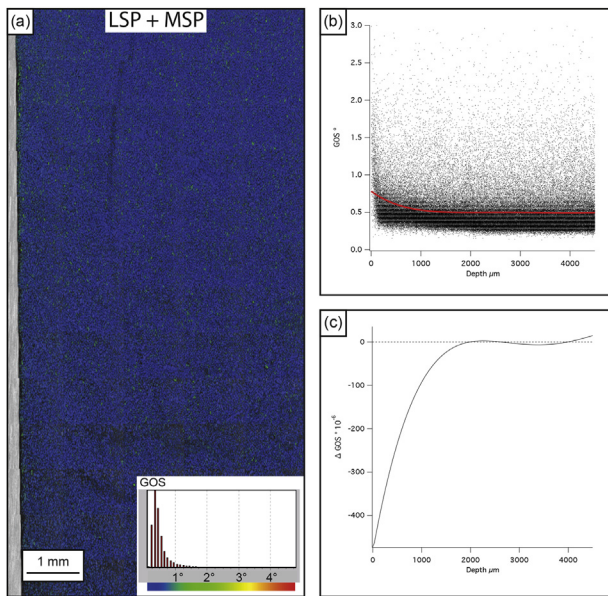 (a)
LSP + MSP
GOS
1° 2° 3° 4°
1 mm
(b)
3.0
2.5
2.0
1.5
1.0
0.5
0.0
GOS °
0 1000 2000 3000 4000
Depth µm
(c)
0
-100
-200
-300
-400
Δ GOS ° 10⁻⁶
0 1000 2000 3000 4000
Depth µm